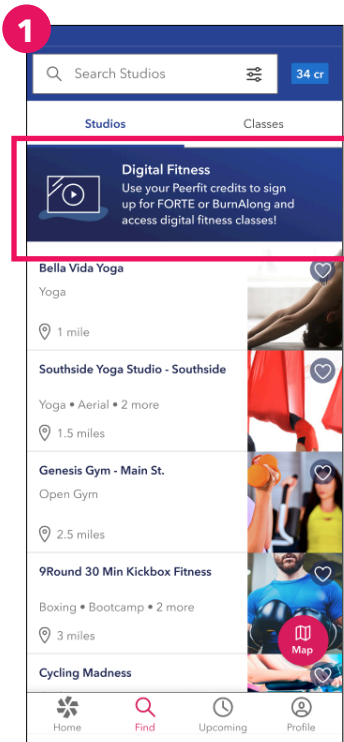 1
Search Studios
34 cr
Studios Classes
Digital Fitness
Use your Peerfit credits to sign
up for FORTE or BurnAlong and
access digital fitness classes!
Bella Vida Yoga
Yoga
1 mile
Southside Yoga Studio - Southside
Yoga • Aerial • 2 more
1.5 miles
Genesis Gym - Main St.
Open Gym
2.5 miles
9Round 30 Min Kickbox Fitness
Boxing • Bootcamp • 2 more
3 miles
Map
Cycling Madness
Home Find Upcoming Profile